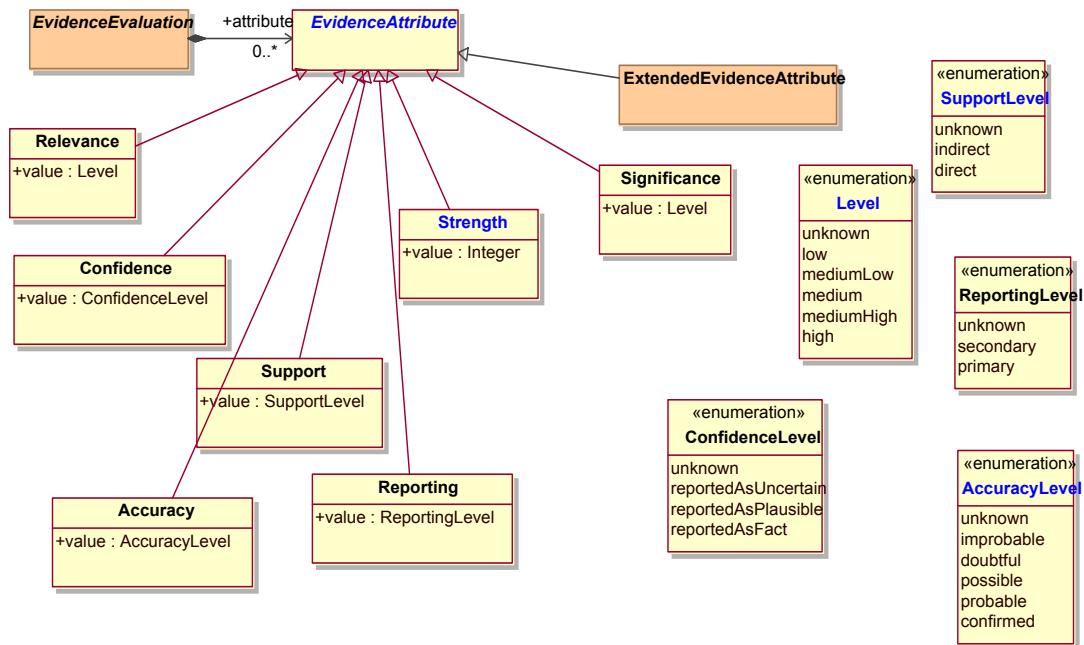 EvidenceEvaluation
+attribute
0..*
EvidenceAttribute
ExtendedEvidenceAttribute
«enumeration»
SupportLevel
unknown
indirect
direct
Relevance
+value : Level
Significance
+value : Level
«enumeration»
Level
unknown
low
mediumLow
medium
mediumHigh
high
Strength
+value : Integer
Confidence
+value : ConfidenceLevel
«enumeration»
ReportingLevel
unknown
secondary
primary
Support
+value : SupportLevel
«enumeration»
ConfidenceLevel
unknown
reportedAsUncertain
reportedAsPlausible
reportedAsFact
Reporting
+value : ReportingLevel
Accuracy
+value : AccuracyLevel
«enumeration»
AccuracyLevel
unknown
improbable
doubtful
possible
probable
confirmed